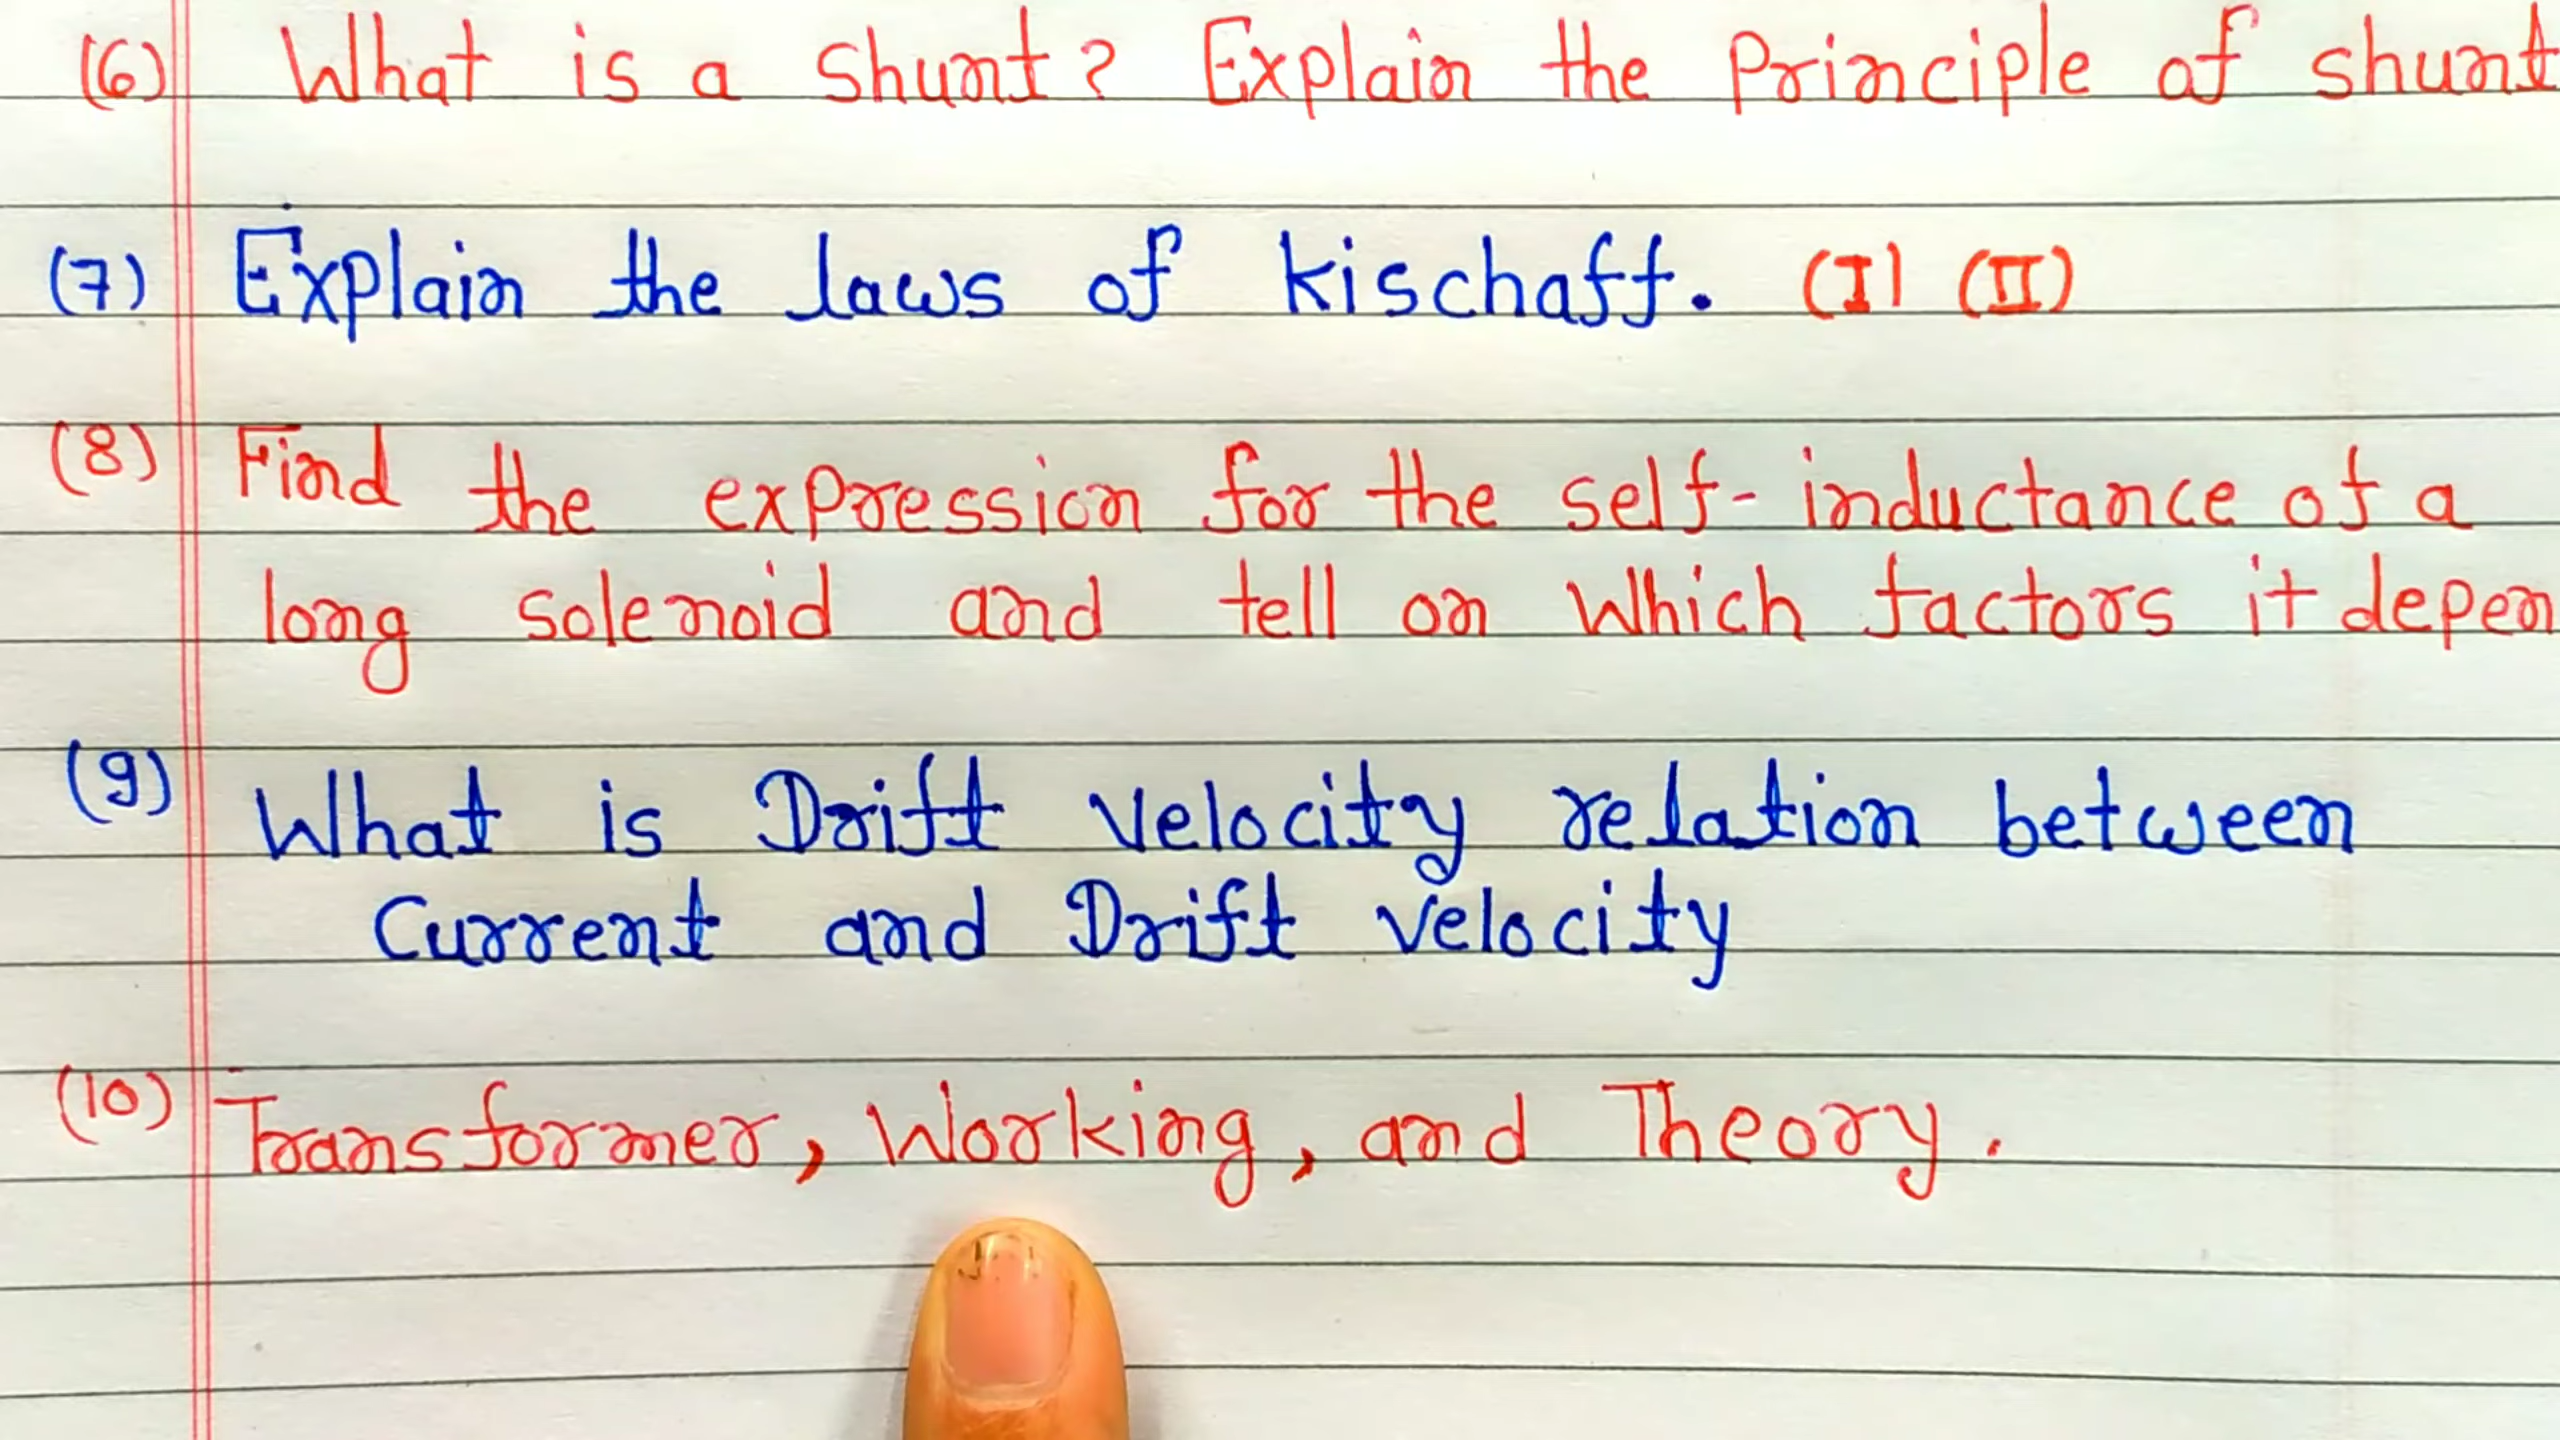 (6) What is a shunt? Explain the Principle of shunt
(7) Explain the laws of kischaff. (I) (II)
(8) Find the expression for the self-inductance of a
long solenoid and tell on which factors it depen
(9) What is Drift velocity relation between
Current and Drift velocity
(10) Transformer, Working, and Theory.